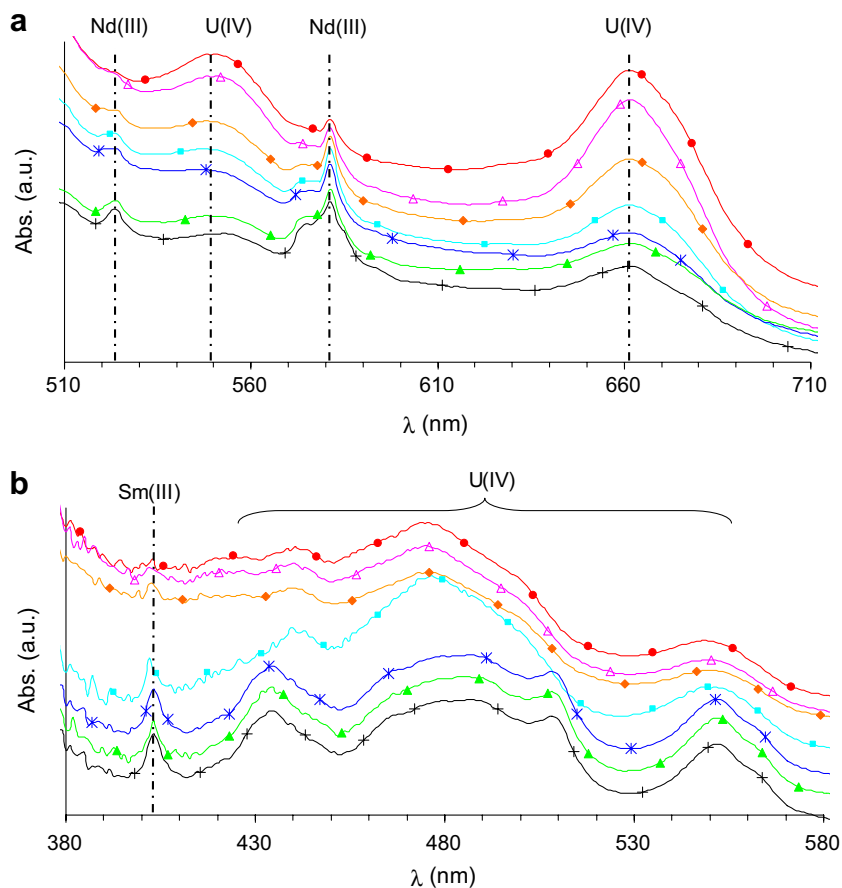 a
Nd(III) U(IV) Nd(III) U(IV)
Abs. (a.u.)
510 560 610 660 710
λ (nm)
b
Sm(III) U(IV)
Abs. (a.u.)
380 430 480 530 580
λ (nm)